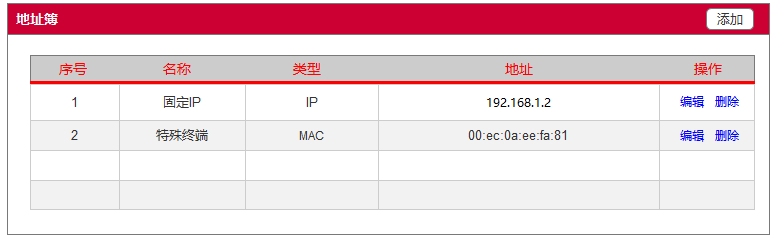 地址簿 添加
序号 名称 类型 地址 操作
1 固定IP IP 192.168.1.2 编辑 删除
2 特殊终端 MAC 00:ec:0a:ee:fa:81 编辑 删除